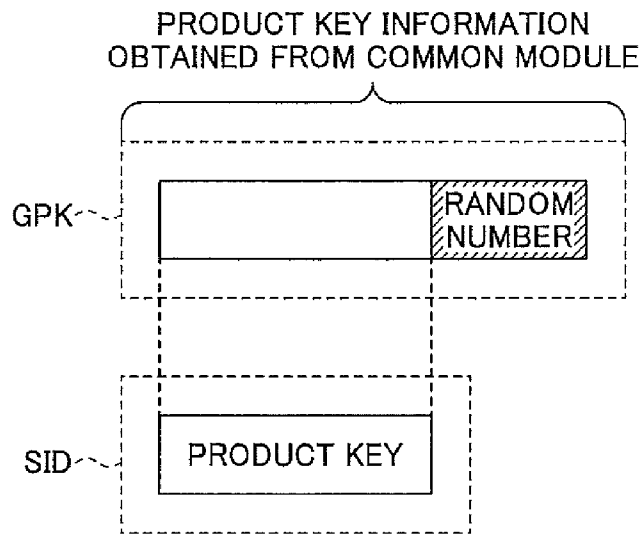 PRODUCT KEY INFORMATION
OBTAINED FROM COMMON MODULE
GPK
RANDOM
NUMBER
SID
PRODUCT KEY